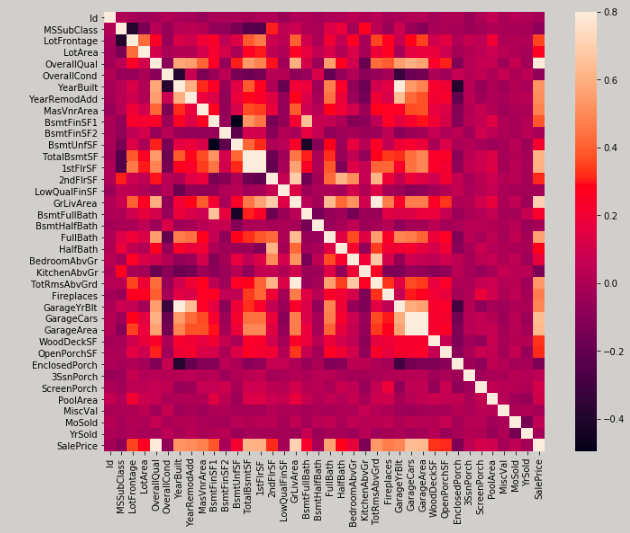 Id
MSSubClass
LotFrontage
LotArea
OverallQual
OverallCond
YearBuilt
YearRemodAdd
MasVnrArea
BsmtFinSF1
BsmtFinSF2
BsmtUnfSF
TotalBsmtSF
1stFlrSF
2ndFlrSF
LowQualFinSF
GrLivArea
BsmtFullBath
BsmtHalfBath
FullBath
HalfBath
BedroomAbvGr
KitchenAbvGr
TotRmsAbvGrd
Fireplaces
GarageYrBlt
GarageCars
GarageArea
WoodDeckSF
OpenPorchSF
EnclosedPorch
3SsnPorch
ScreenPorch
PoolArea
MiscVal
MoSold
YrSold
SalePrice
Id
MSSubClass
LotFrontage
LotArea
OverallQual
OverallCond
YearBuilt
YearRemodAdd
MasVnrArea
BsmtFinSF1
BsmtFinSF2
BsmtUnfSF
TotalBsmtSF
1stFlrSF
2ndFlrSF
LowQualFinSF
GrLivArea
BsmtFullBath
BsmtHalfBath
FullBath
HalfBath
BedroomAbvGr
KitchenAbvGr
TotRmsAbvGrd
Fireplaces
GarageYrBlt
GarageCars
GarageArea
WoodDeckSF
OpenPorchSF
EnclosedPorch
3SsnPorch
ScreenPorch
PoolArea
MiscVal
MoSold
YrSold
SalePrice
0.8
0.6
0.4
0.2
0.0
−0.2
−0.4